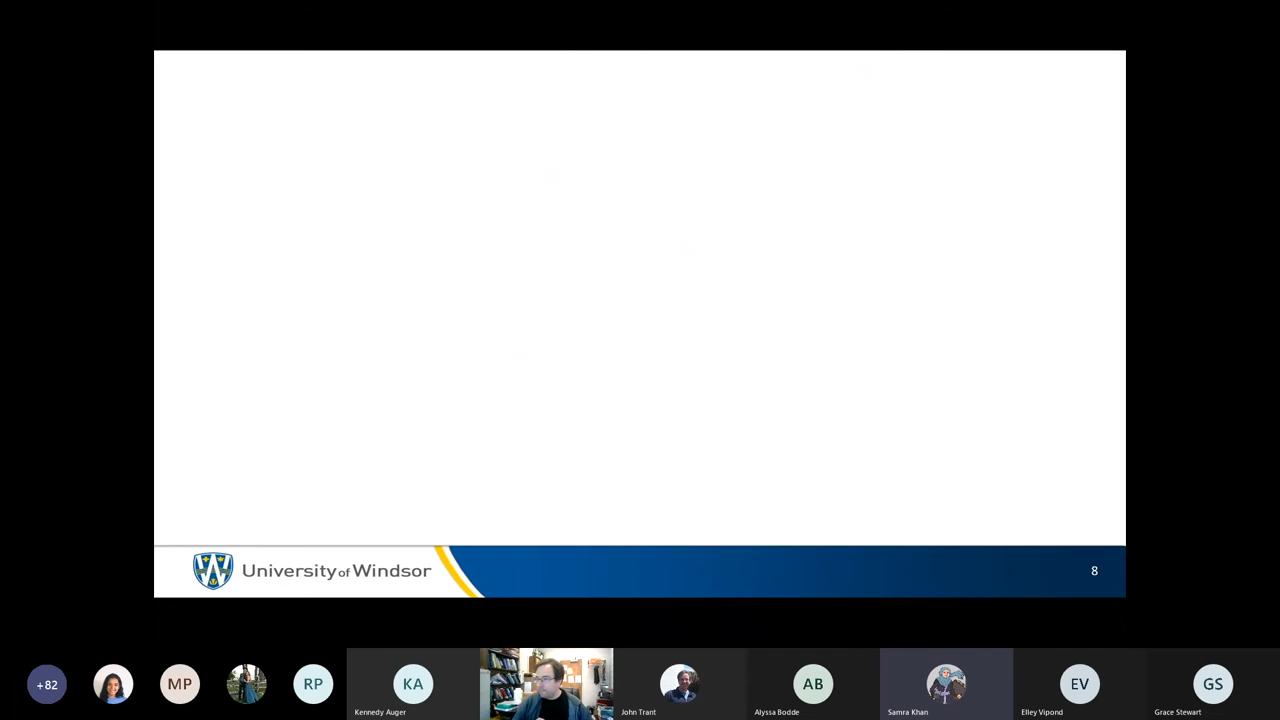 University of Windsor
8
+82
MP
RP
KA
Kennedy Auger
John Trant
AB
Alyssa Bodde
Samra Khan
EV
Elley Vipond
GS
Grace Stewart